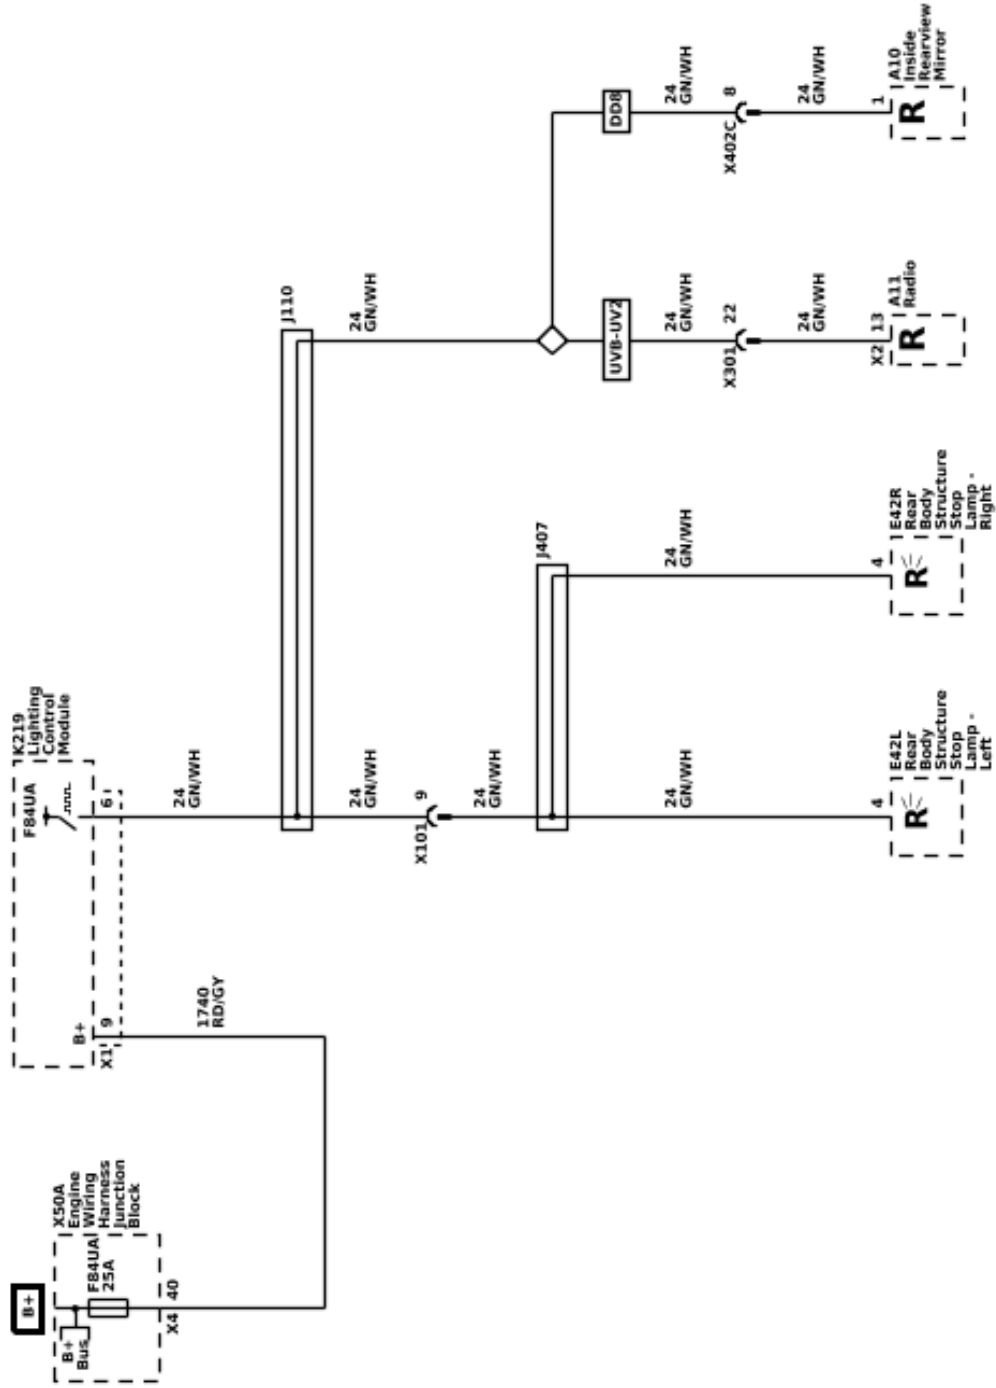 B+
B+
Bus
F84UA
25A
X50A
Engine
Wiring
Harness
Junction
Block
X4
40
1740
RD/GY
B+
X1
9
K219
Lighting
Control
Module
F84UA
6
24
GN/WH
J110
24
GN/WH
24
GN/WH
X101
9
24
GN/WH
J407
24
GN/WH
24
GN/WH
4
E42L
Rear
Body
Structure
Stop
Lamp -
Left
R
4
E42R
Rear
Body
Structure
Stop
Lamp -
Right
R
UVB-UV2
24
GN/WH
X301
22
24
GN/WH
X2
13
A11
Radio
R
DD8
24
GN/WH
X402C
8
24
GN/WH
1
A10
Inside
Rearview
Mirror
R